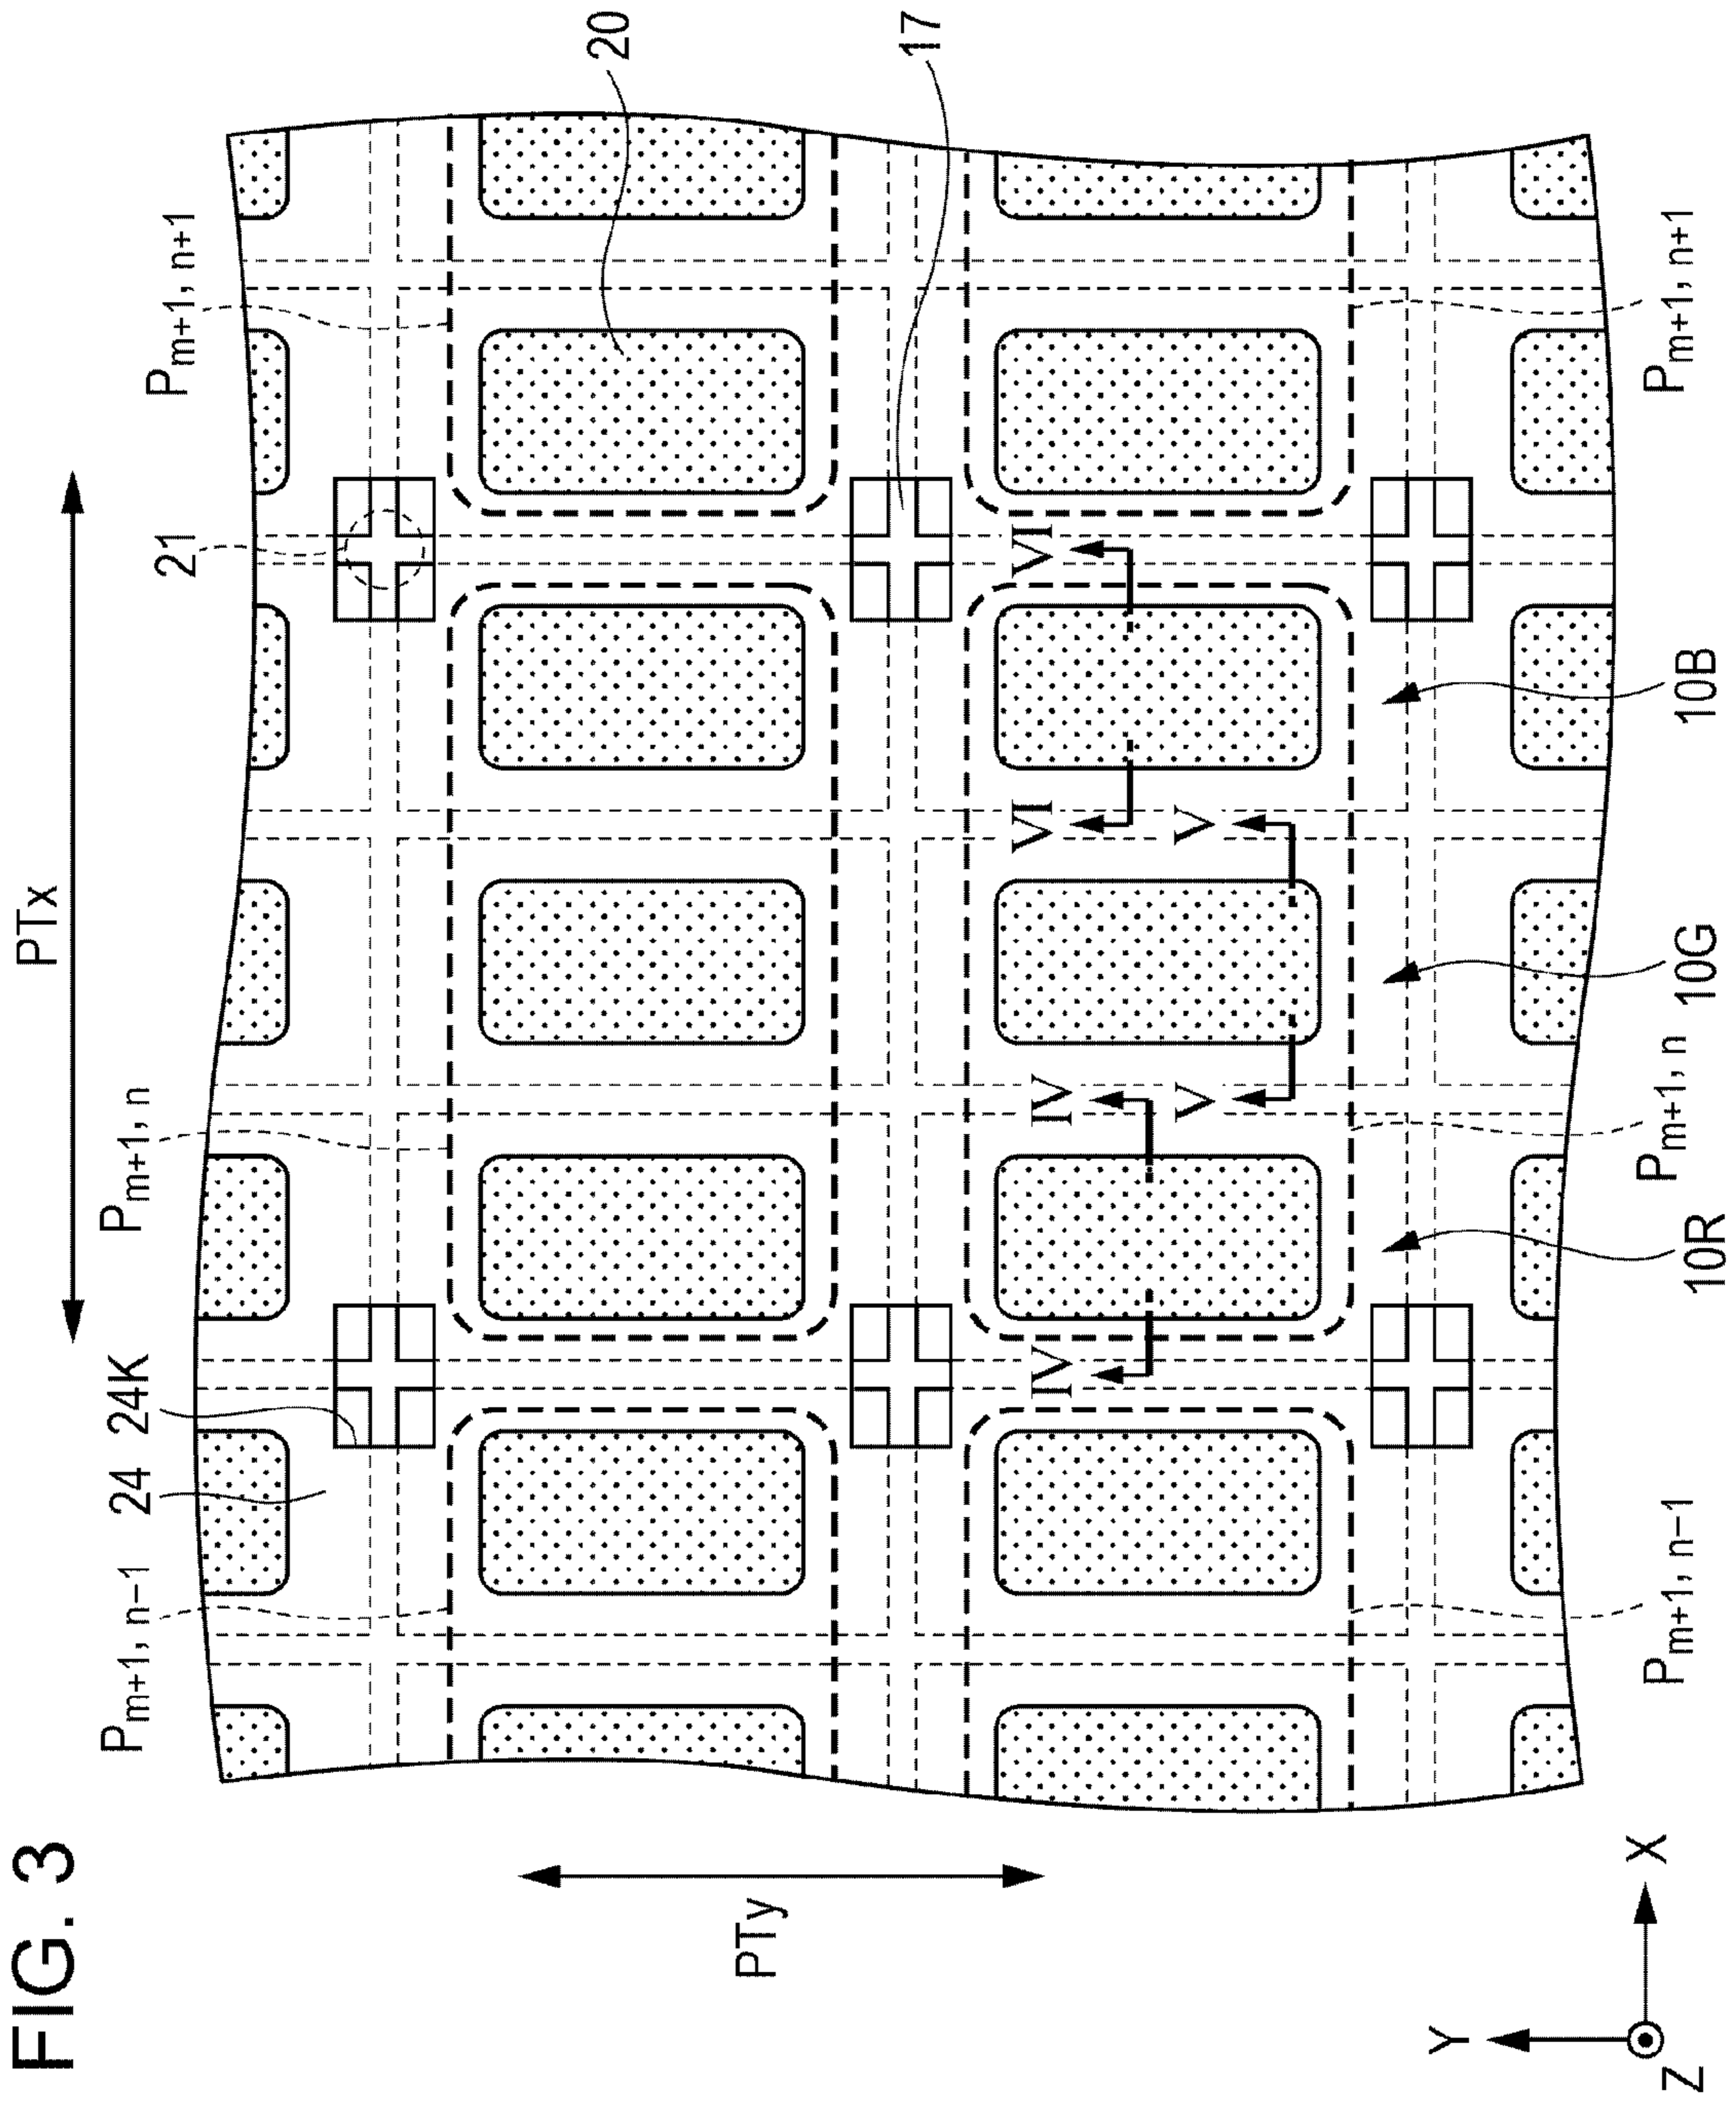 FIG. 3
PTx
Pm+1, n−1
24
24K
Pm+1, n
21
Pm+1, n+1
20
17
PTy
IV
IV
V
V
VI
VI
Pm+1, n−1
10R
Pm+1, n
10G
10B
Pm+1, n+1
Y
X
Z